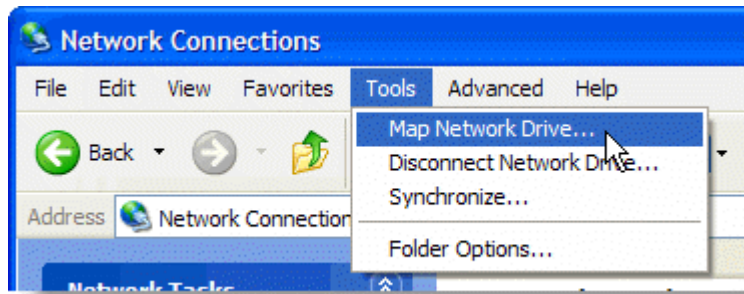 Network Connections
File Edit View Favorites Tools Advanced Help
Map Network Drive...
Back
Disconnect Network Drive...
Synchronize...
Address Network Connection
Folder Options...
Network Tasks